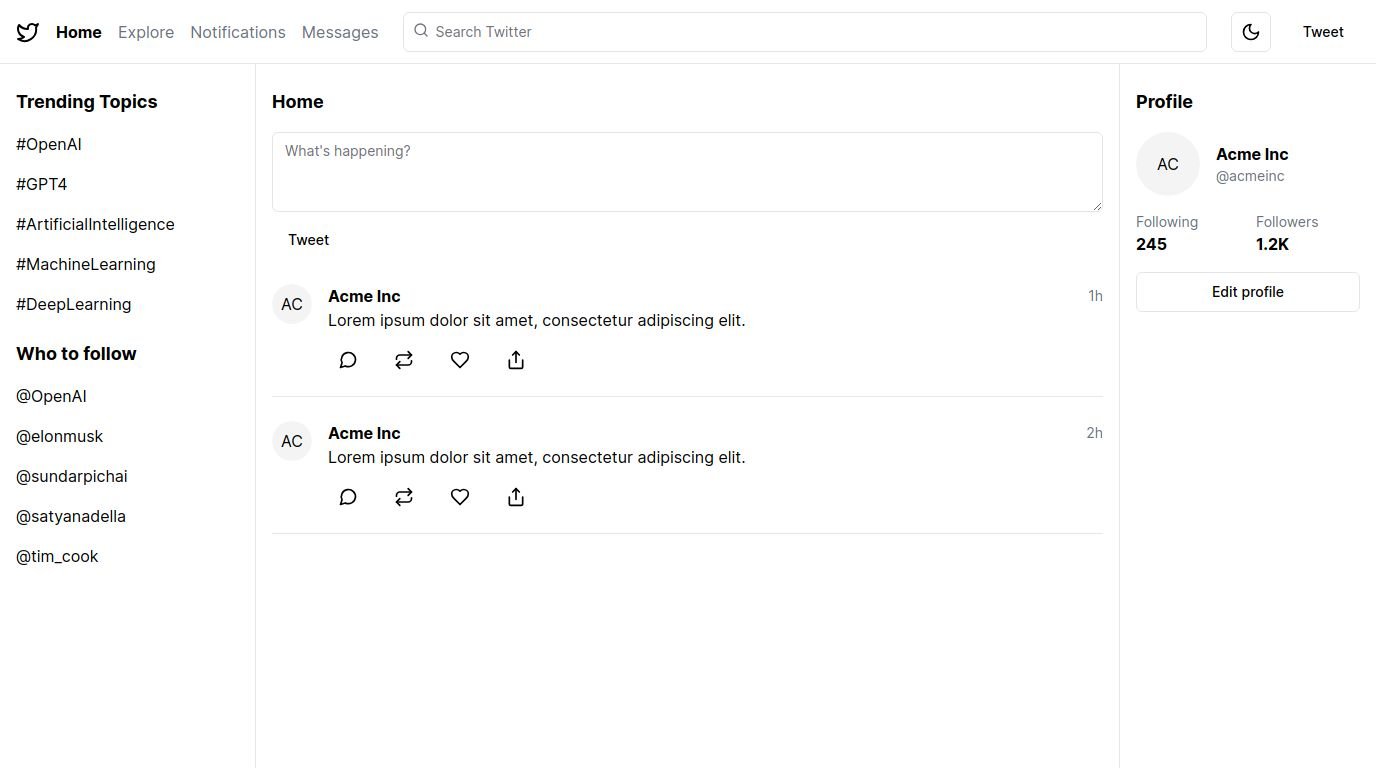 Home Explore Notifications Messages Search Twitter Tweet
Trending Topics
#OpenAI
#GPT4
#ArtificialIntelligence
#MachineLearning
#DeepLearning
Who to follow
@OpenAI
@elonmusk
@sundarpichai
@satyanadella
@tim_cook
Home
What's happening?
Tweet
AC Acme Inc 1h
Lorem ipsum dolor sit amet, consectetur adipiscing elit.
AC Acme Inc 2h
Lorem ipsum dolor sit amet, consectetur adipiscing elit.
Profile
AC
Acme Inc
@acmeinc
Following Followers
245 1.2K
Edit profile